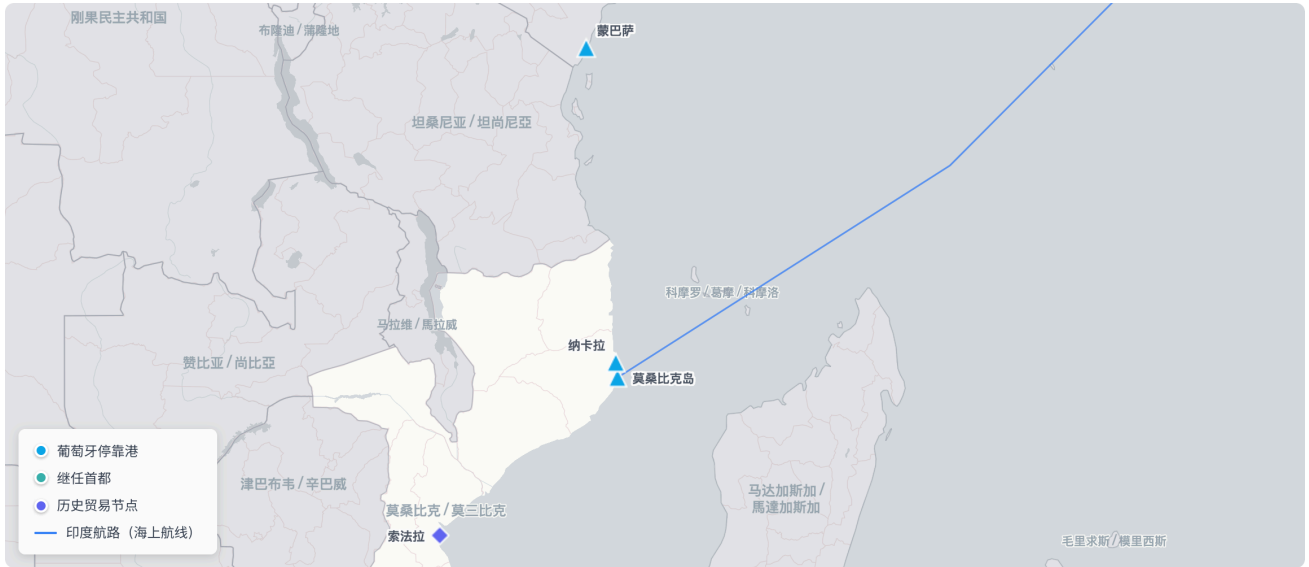 刚果民主共和国
布隆迪/蒲隆地
蒙巴萨
坦桑尼亚/坦尚尼亞
科摩罗/葛摩/科摩洛
马拉维/馬拉威
纳卡拉
赞比亚/尚比亞
莫桑比克岛
葡萄牙停靠港
继任首都
历史贸易节点
印度航路（海上航线）
津巴布韦/辛巴威
马达加斯加/
馬達加斯加
莫桑比克/莫三比克
索法拉
毛里求斯/模里西斯